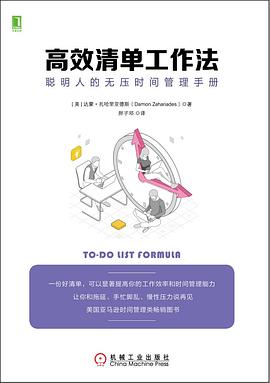 高效清单工作法
聪明人的无压时间管理手册
[美] 达蒙·扎哈里亚德斯（Damon Zahariades）著
胖子邓 译
TO-DO LIST FORMULA
一份好清单，可以显著提高你的工作效率和时间管理能力
让你和拖延、手忙脚乱、慢性压力说再见
美国亚马逊时间管理类畅销图书
机械工业出版社
China Machine Press